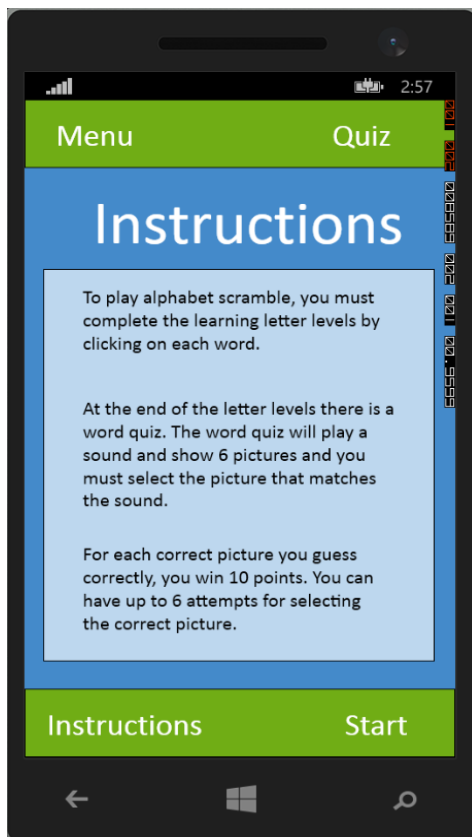 2:57
Menu Quiz
Instructions
To play alphabet scramble, you must
complete the learning letter levels by
clicking on each word.
At the end of the letter levels there is a
word quiz. The word quiz will play a
sound and show 6 pictures and you
must select the picture that matches
the sound.
For each correct picture you guess
correctly, you win 10 points. You can
have up to 6 attempts for selecting
the correct picture.
Instructions Start